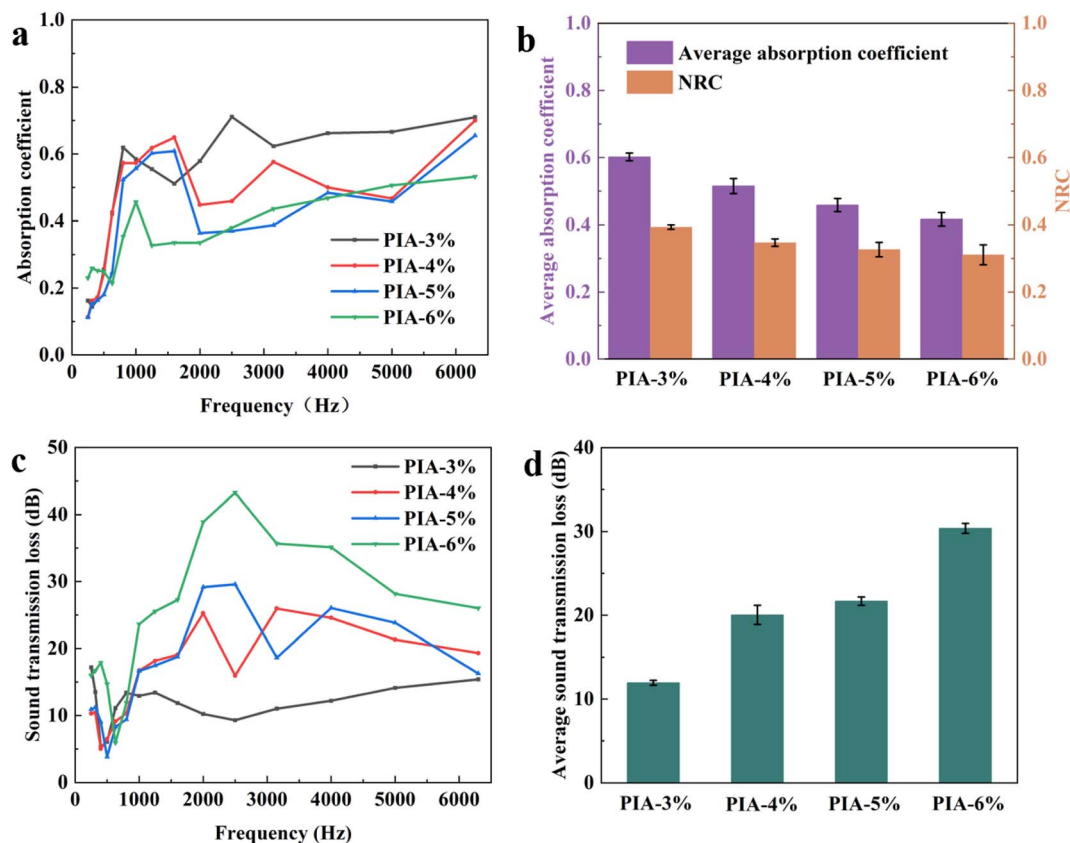 a
1.0
0.8
0.6
0.4
0.2
0.0
Absorption coefficient
PIA-3%
PIA-4%
PIA-5%
PIA-6%
0 1000 2000 3000 4000 5000 6000
Frequency（Hz）
b
1.0
0.8
0.6
0.4
0.2
0.0
Average absorption coefficient
Average absorption coefficient
NRC
1.0
0.8
0.6
0.4
0.2
0.0
NRC
PIA-3% PIA-4% PIA-5% PIA-6%
c
50
40
30
20
10
0
Sound transmission loss (dB)
PIA-3%
PIA-4%
PIA-5%
PIA-6%
0 1000 2000 3000 4000 5000 6000
Frequency (Hz)
d
40
30
20
10
0
Average sound transmission loss (dB)
PIA-3% PIA-4% PIA-5% PIA-6%